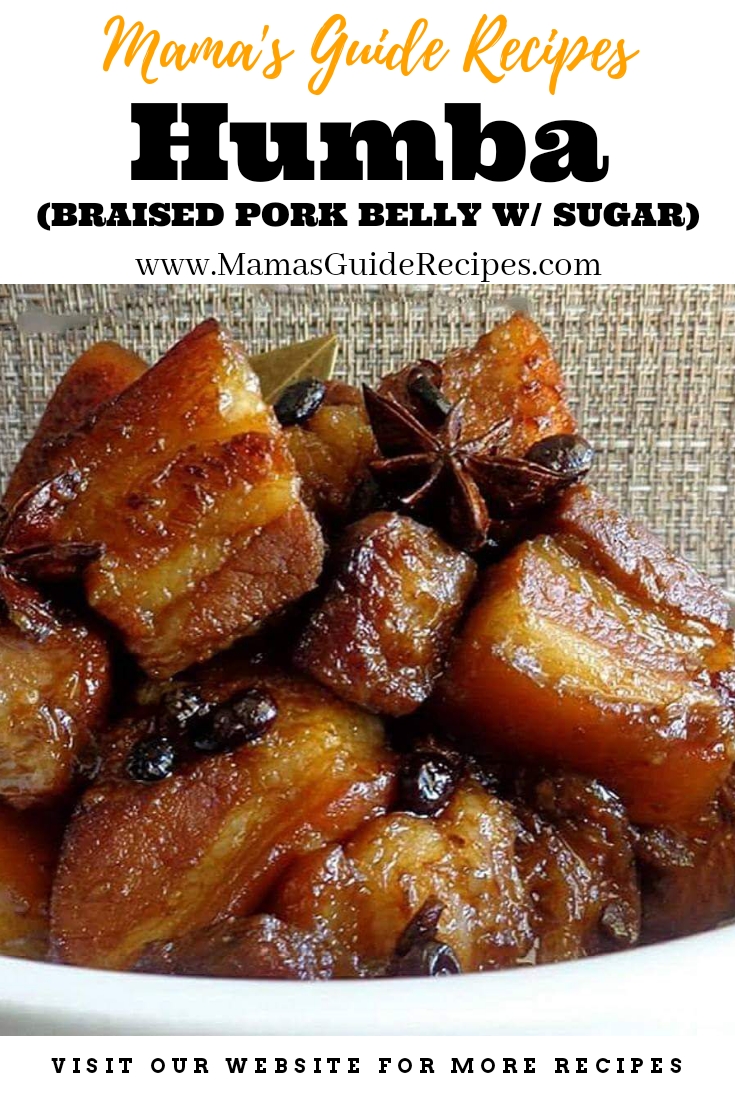 Mama's Guide Recipes
Humba
(BRAISED PORK BELLY W/ SUGAR)
www.MamasGuideRecipes.com
VISIT OUR WEBSITE FOR MORE RECIPES